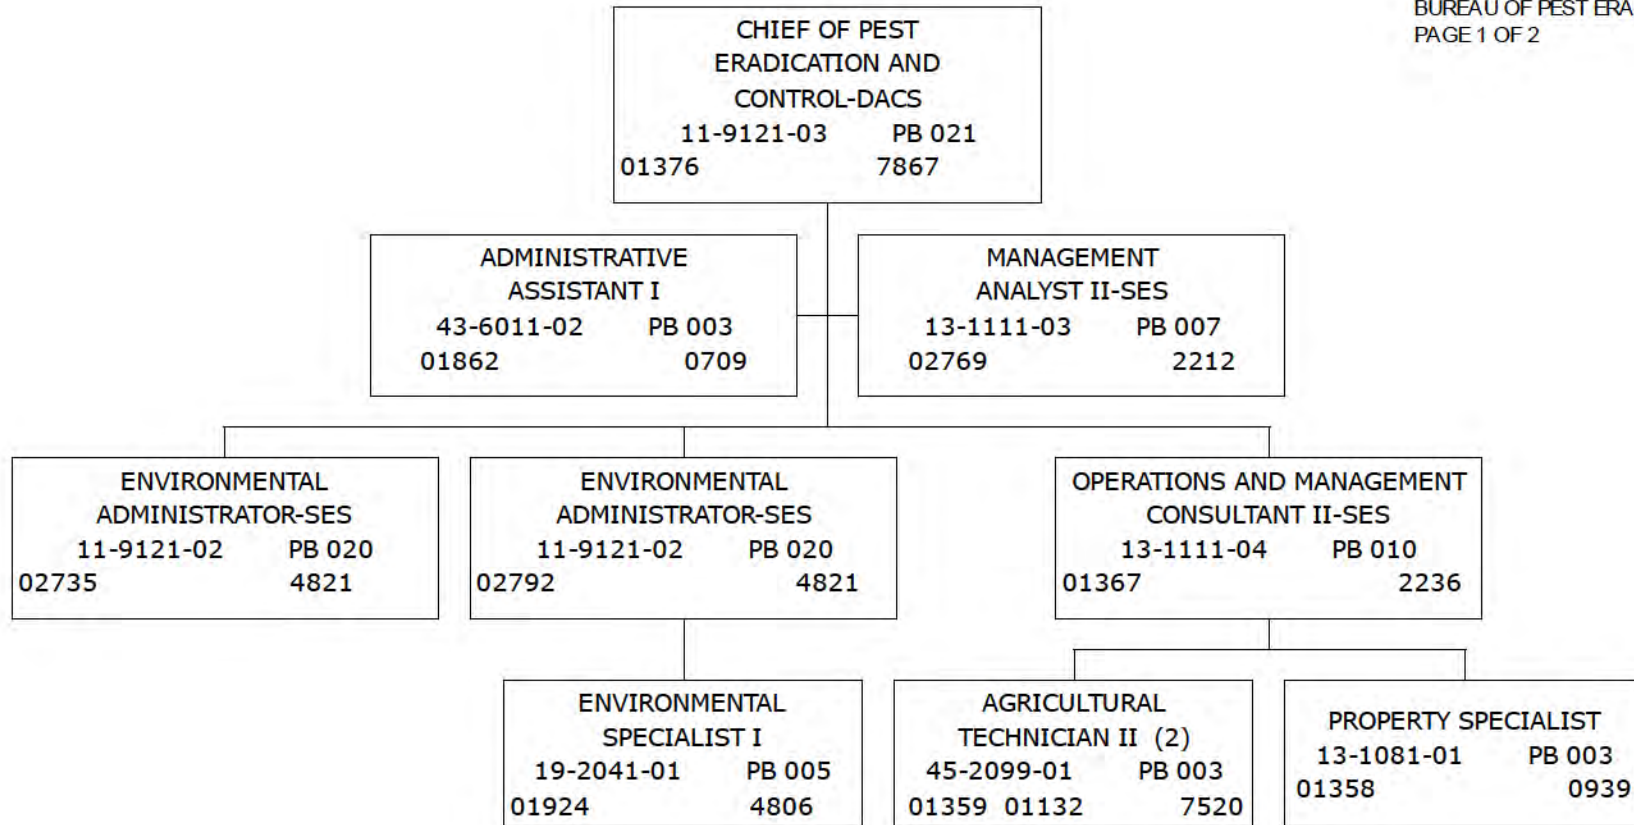 BUREAU OF PEST ERA
PAGE 1 OF 2
CHIEF OF PEST
ERADICATION AND
CONTROL-DACS
11-9121-03 PB 021
01376 7867
ADMINISTRATIVE
ASSISTANT I
43-6011-02 PB 003
01862 0709
MANAGEMENT
ANALYST II-SES
13-1111-03 PB 007
02769 2212
ENVIRONMENTAL
ADMINISTRATOR-SES
11-9121-02 PB 020
02735 4821
ENVIRONMENTAL
ADMINISTRATOR-SES
11-9121-02 PB 020
02792 4821
OPERATIONS AND MANAGEMENT
CONSULTANT II-SES
13-1111-04 PB 010
01367 2236
ENVIRONMENTAL
SPECIALIST I
19-2041-01 PB 005
01924 4806
AGRICULTURAL
TECHNICIAN II (2)
45-2099-01 PB 003
01359 01132 7520
PROPERTY SPECIALIST
13-1081-01 PB 003
01358 0939